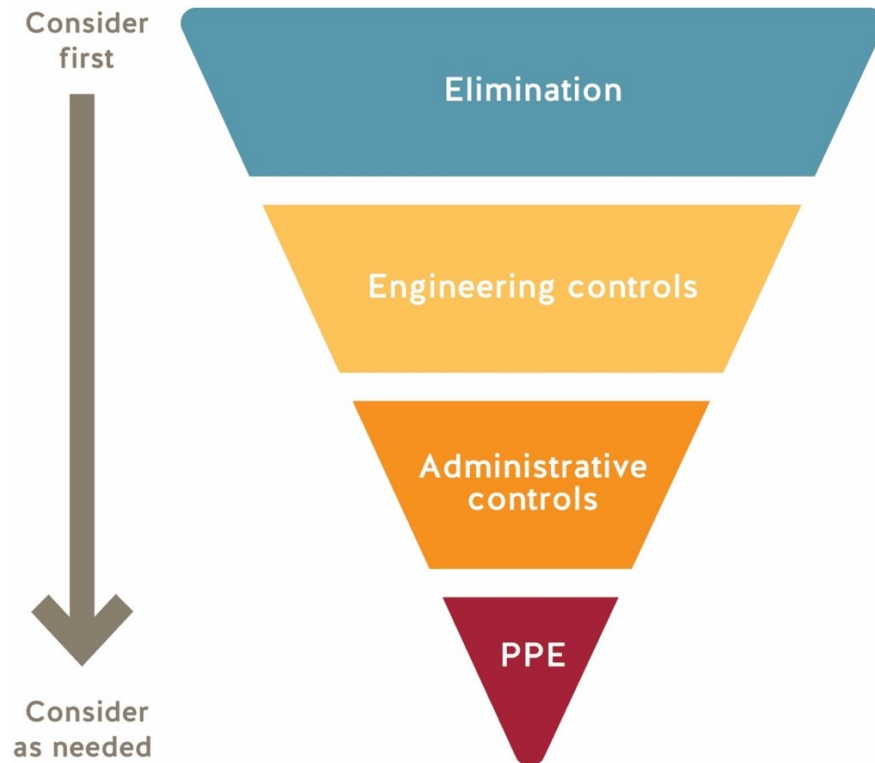 Consider
first
Elimination
Engineering controls
Administrative
controls
PPE
Consider
as needed